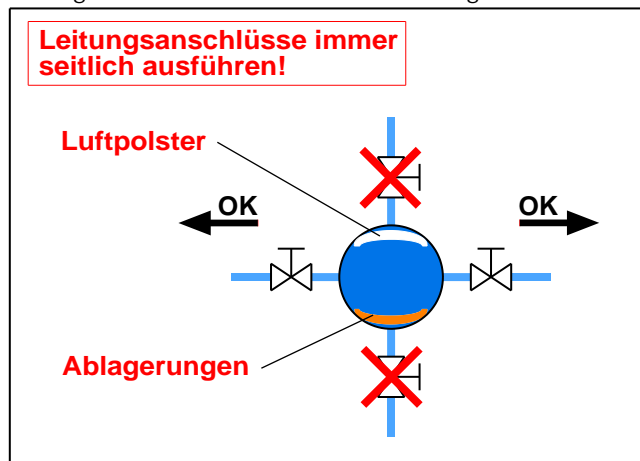 Leitungsanschlüsse immer
seitlich ausführen!
Luftpolster
OK
OK
Ablagerungen